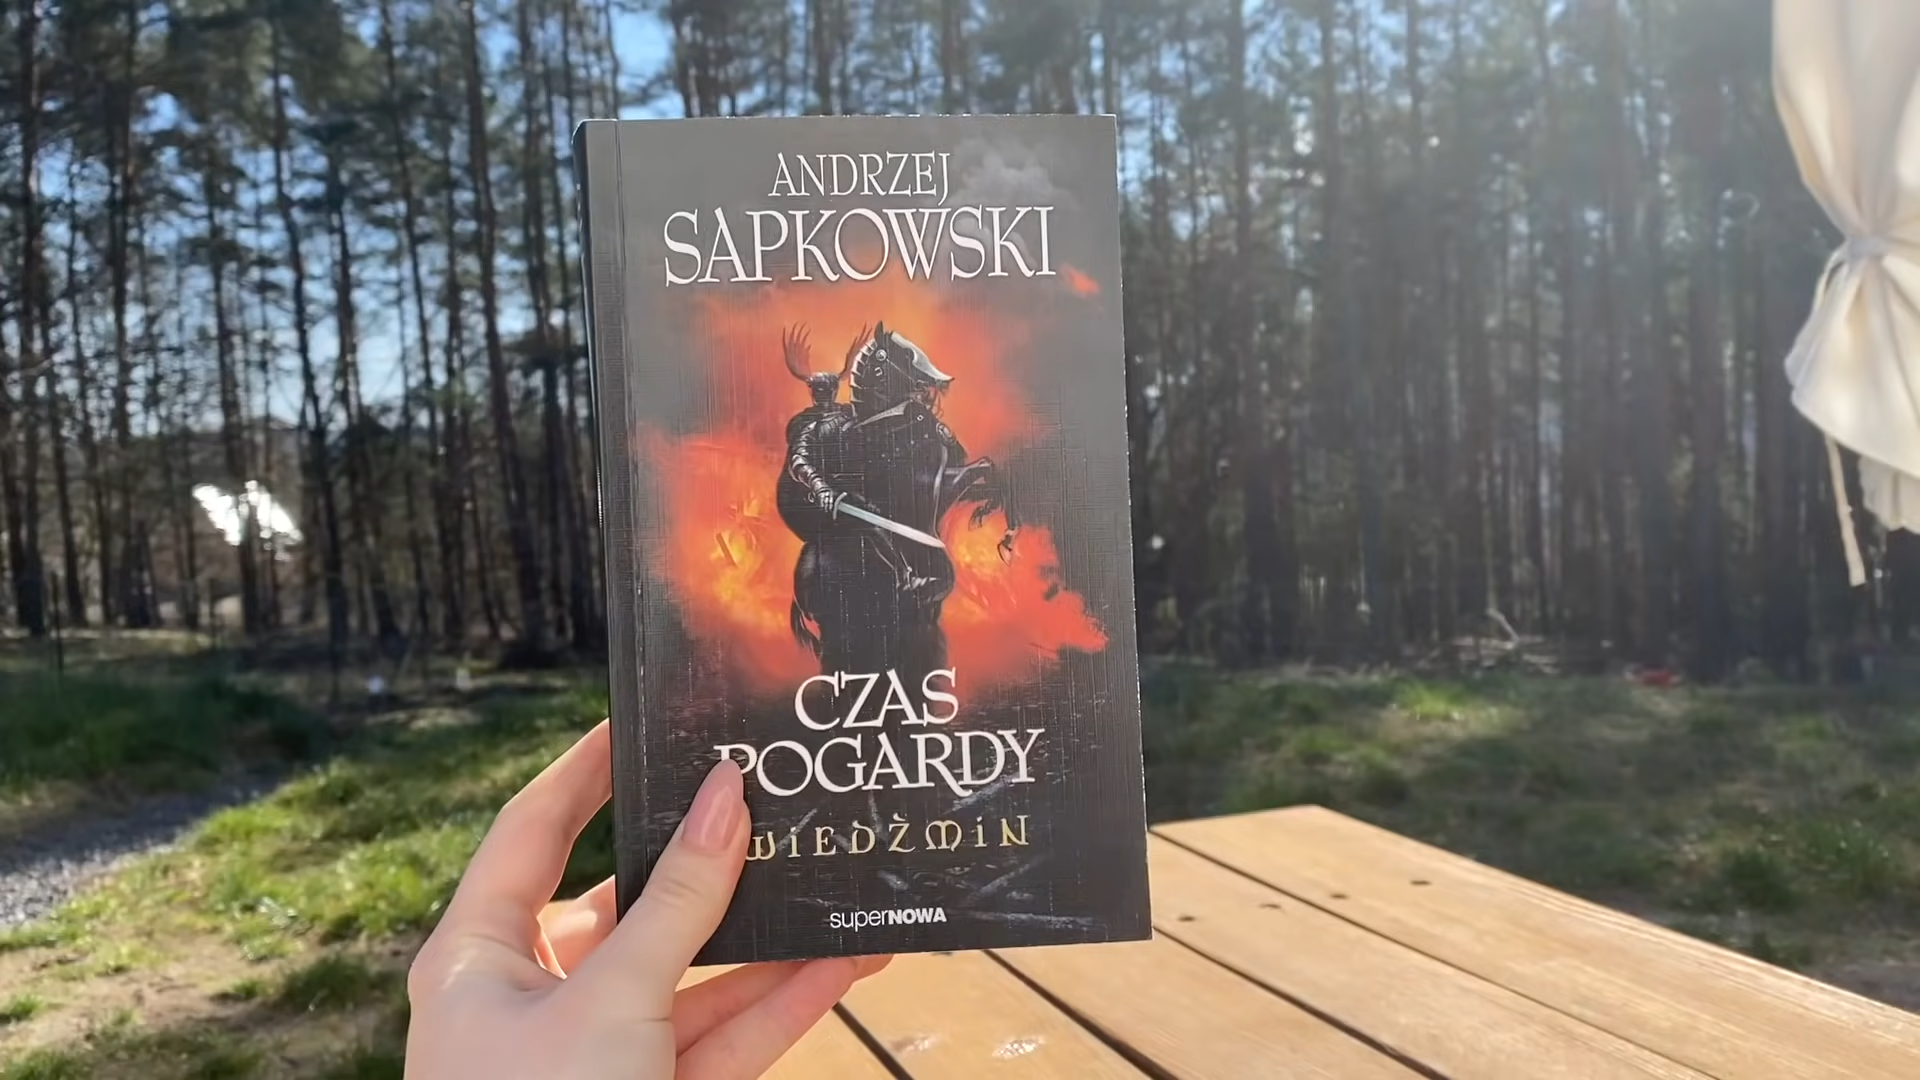 ANDRZEJ
SAPKOWSKI
CZAS
POGARDY
WIEDŹMIN
superNOWA